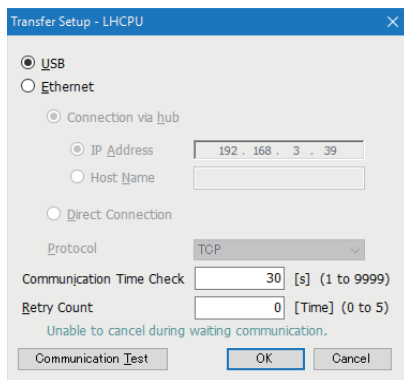 Transfer Setup - LHCPU
USB
Ethernet
Connection via hub
IP Address 192 . 168 . 3 . 39
Host Name
Direct Connection
Protocol TCP
Communication Time Check 30 [s] (1 to 9999)
Retry Count 0 [Time] (0 to 5)
Unable to cancel during waiting communication.
Communication Test OK Cancel